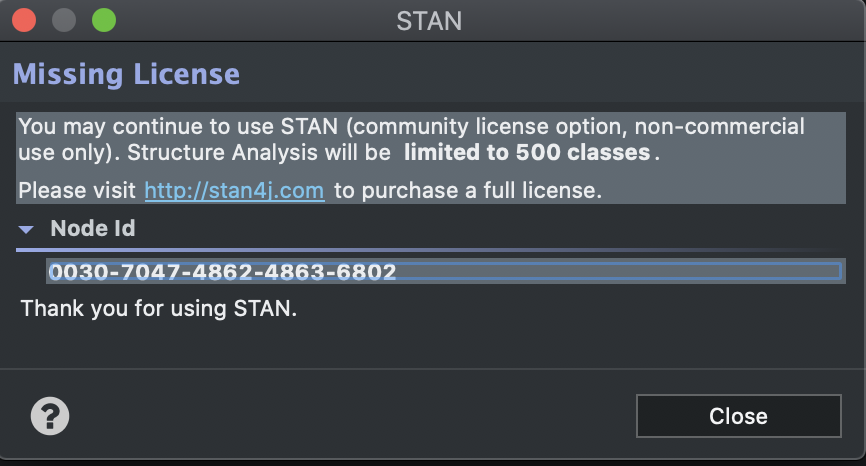 STAN
Missing License
You may continue to use STAN (community license option, non-commercial
use only). Structure Analysis will be limited to 500 classes.
Please visit http://stan4j.com to purchase a full license.
Node Id
0030-7047-4862-4863-6802
Thank you for using STAN.
?
Close